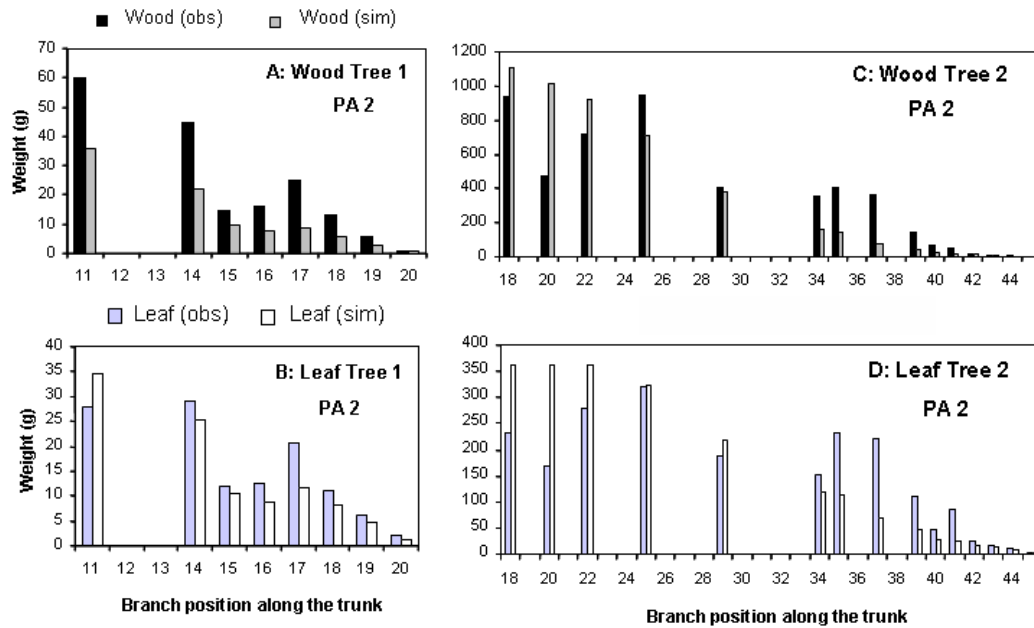 Wood (obs) Wood (sim)
Weight (g)
70
60
50
40
30
20
10
0
A: Wood Tree 1
PA 2
11 12 13 14 15 16 17 18 19 20
1200
1000
800
600
400
200
0
C: Wood Tree 2
PA 2
18 20 22 24 26 28 30 32 34 36 38 40 42 44
Leaf (obs) Leaf (sim)
Weight (g)
40
35
30
25
20
15
10
5
0
B: Leaf Tree 1
PA 2
11 12 13 14 15 16 17 18 19 20
Branch position along the trunk
400
350
300
250
200
150
100
50
0
D: Leaf Tree 2
PA 2
18 20 22 24 26 28 30 32 34 36 38 40 42 44
Branch position along the trunk